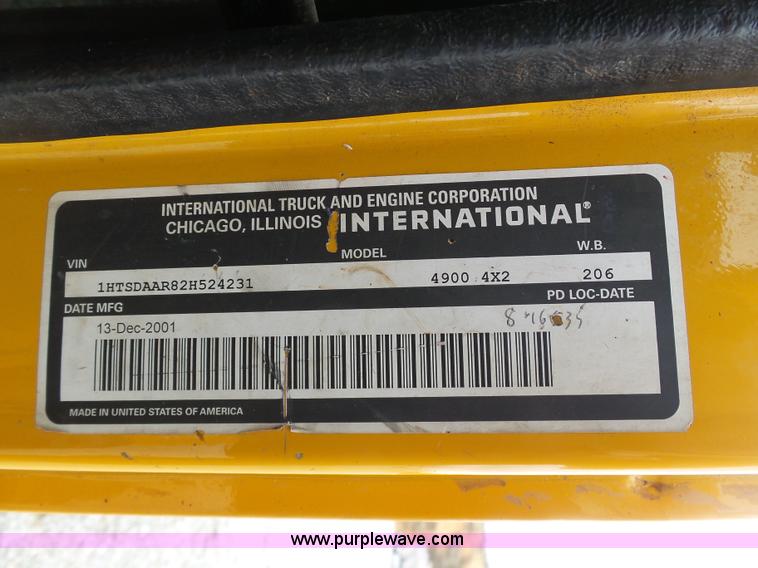 INTERNATIONAL TRUCK AND ENGINE CORPORATION
CHICAGO, ILLINOIS INTERNATIONAL®
VIN MODEL W.B.
1HTSDAAR82H524231 4900 4X2 206
DATE MFG PD LOC-DATE
13-Dec-2001
MADE IN UNITED STATES OF AMERICA
www.purplewave.com